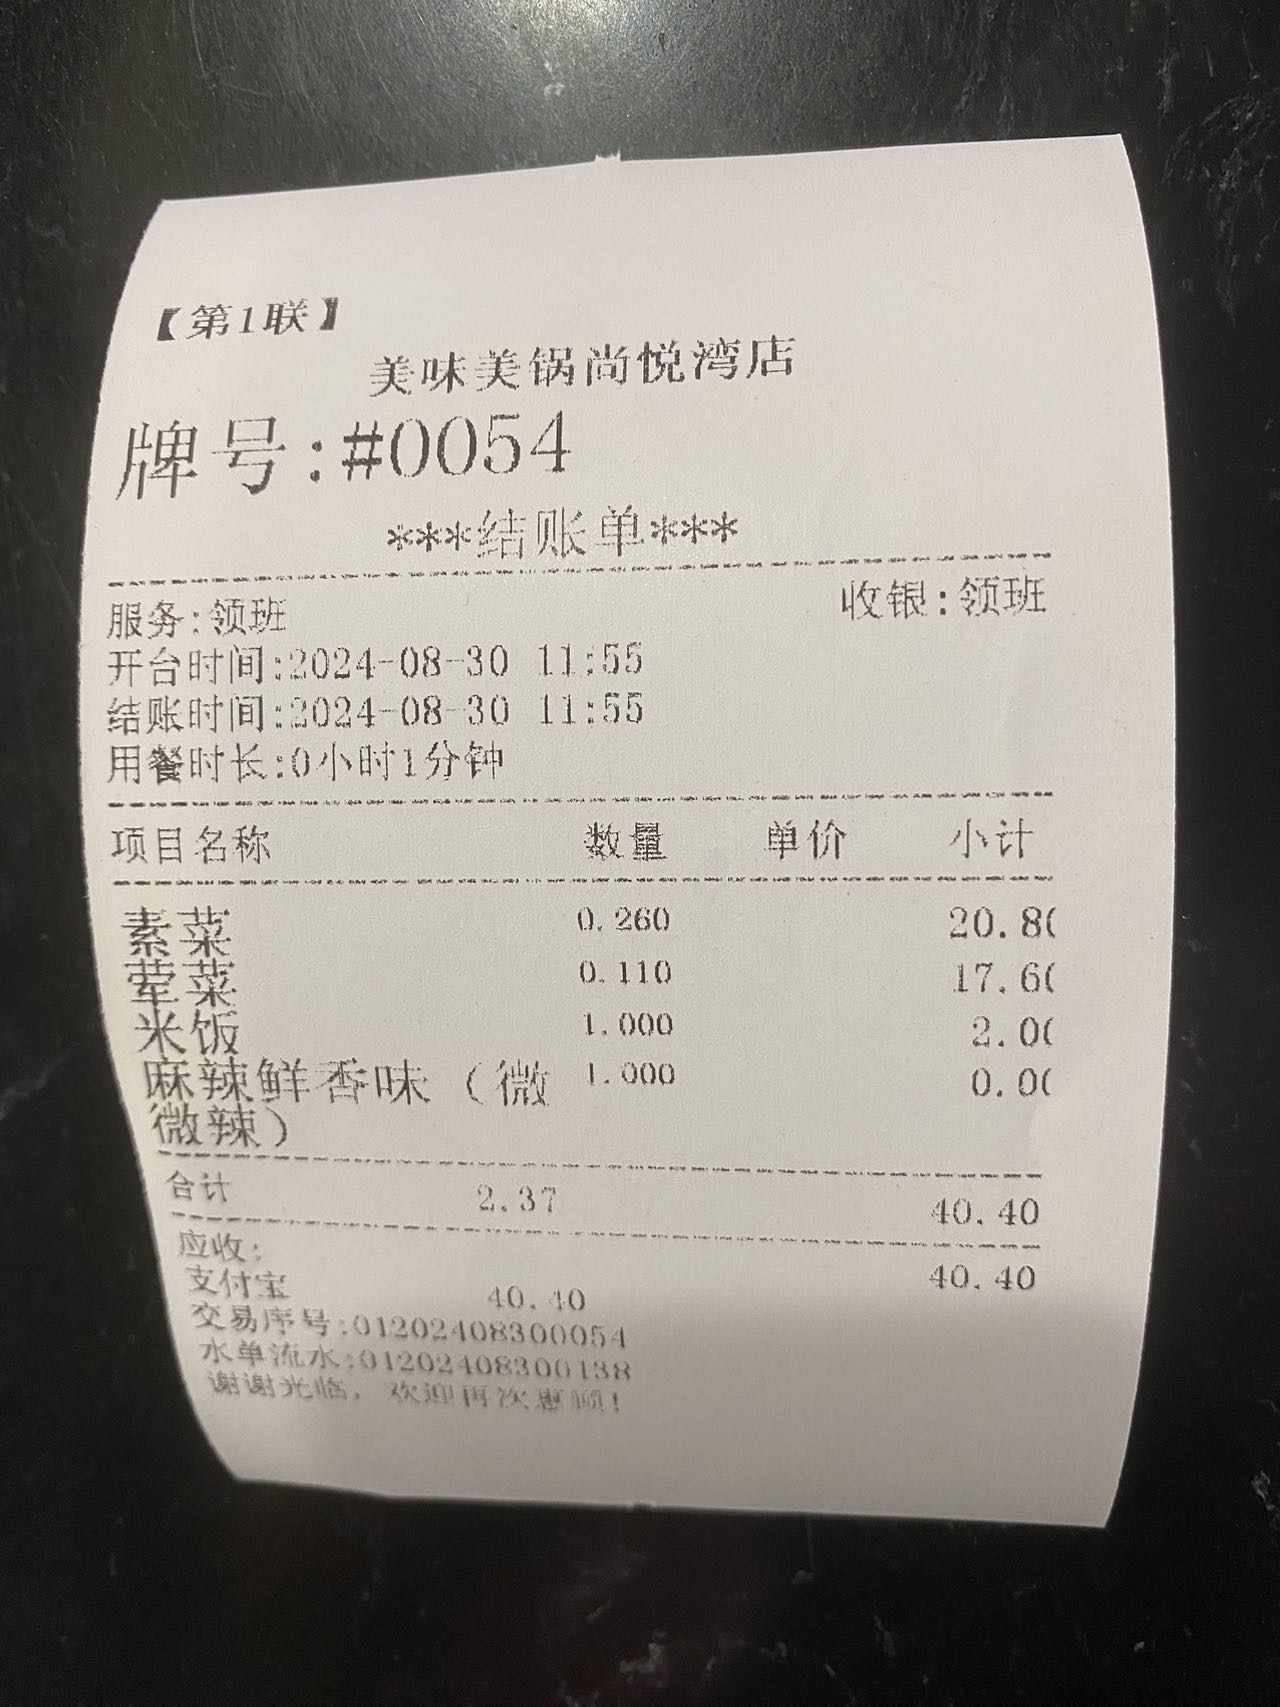 【第1联】
美味美锅尚悦湾店
牌号:#0054
***结账单***
服务:领班 收银:领班
开台时间:2024-08-30 11:55
结账时间:2024-08-30 11:55
用餐时长:0小时1分钟
项目名称 数量 单价 小计
素菜 0.260 20.8(
荤菜 0.110 17.6(
米饭 1.000 2.0(
麻辣鲜香味（微 1.000 0.0(
微辣）
合计 2.37 40.40
应收: 40.40
支付宝 40.40
交易序号:01202408300054
水单流水:01202408300138
谢谢光临，欢迎再次惠顾！